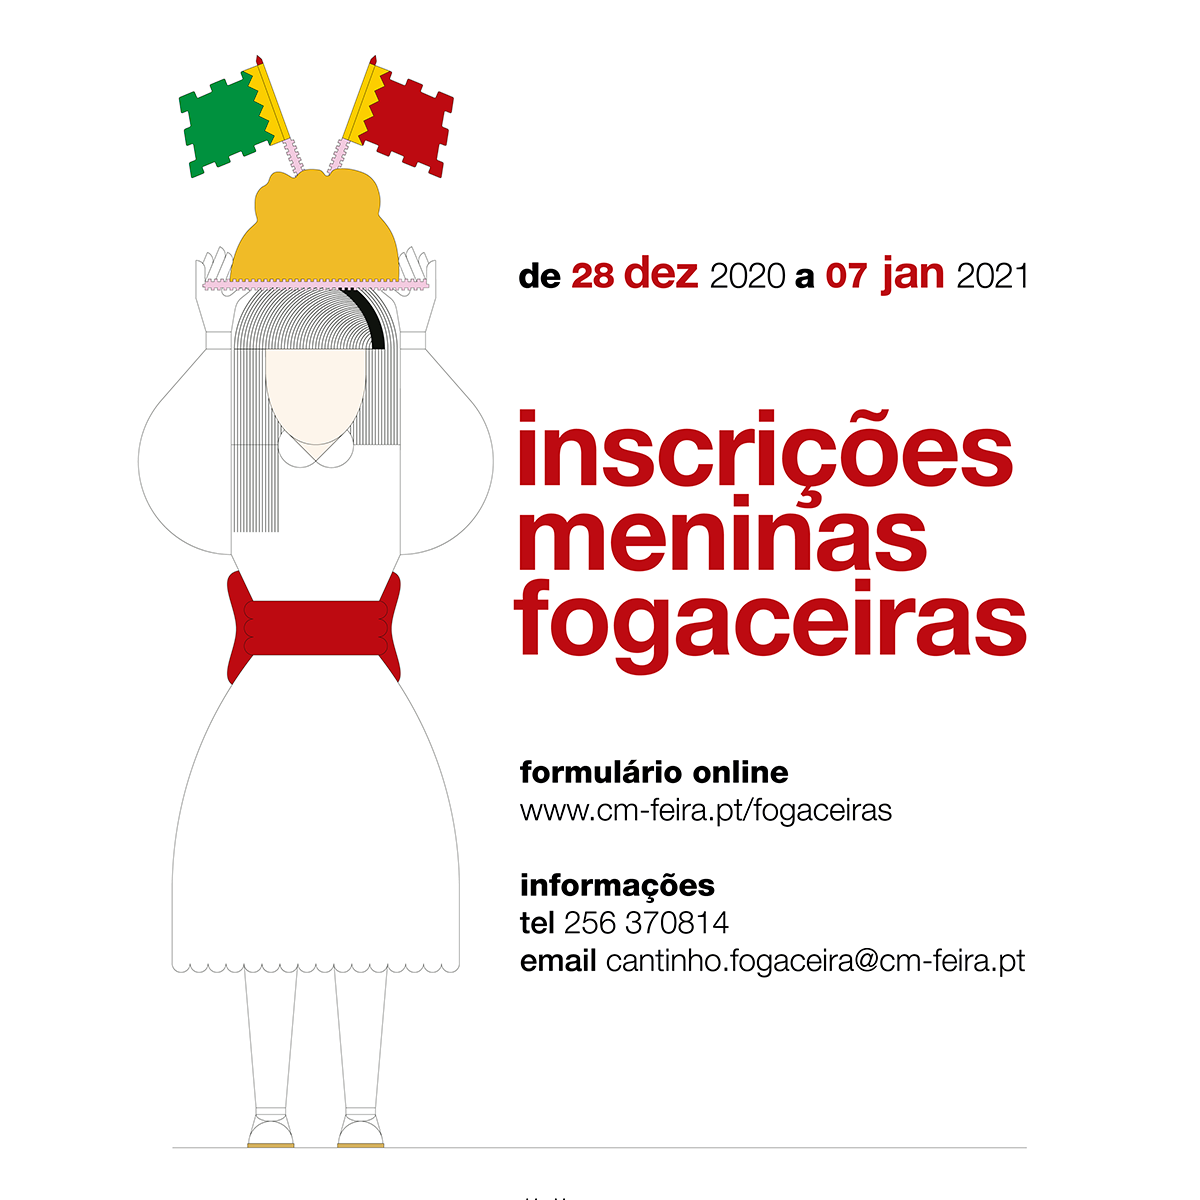 de 28 dez 2020 a 07 jan 2021
inscrições
meninas
fogaceiras
formulário online
www.cm-feira.pt/fogaceiras
informações
tel 256 370814
email cantinho.fogaceira@cm-feira.pt